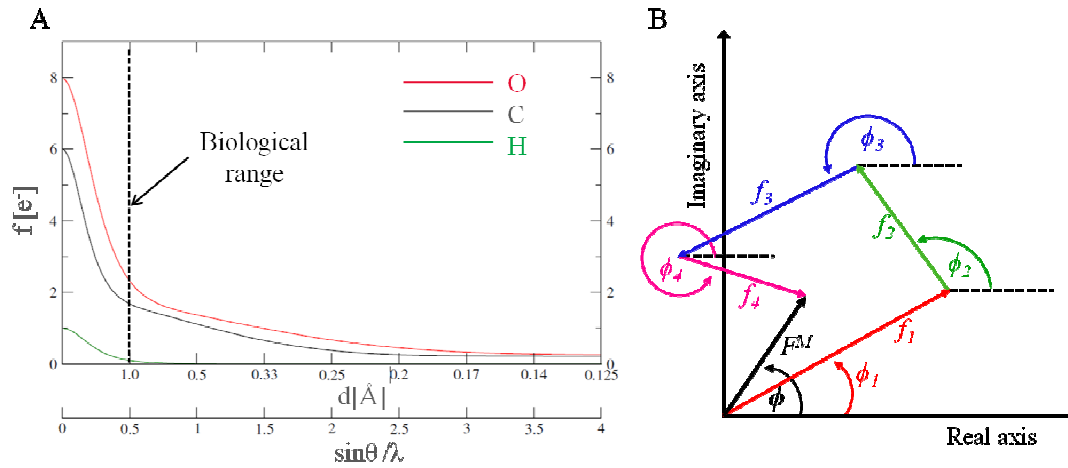 A
8
6
4
2
0
f [e-]
O
C
H
Biological
range
8
6
4
2
0
1.0 0.5 0.33 0.25 0.2 0.17 0.14 0.125
d[Å]
0 0.5 1 1.5 2 2.5 3 3.5 4
sinθ/λ
B
Imaginary axis
ϕ3
f3
f2
ϕ4
f4
ϕ2
f1
FM
ϕ1
ϕ
Real axis